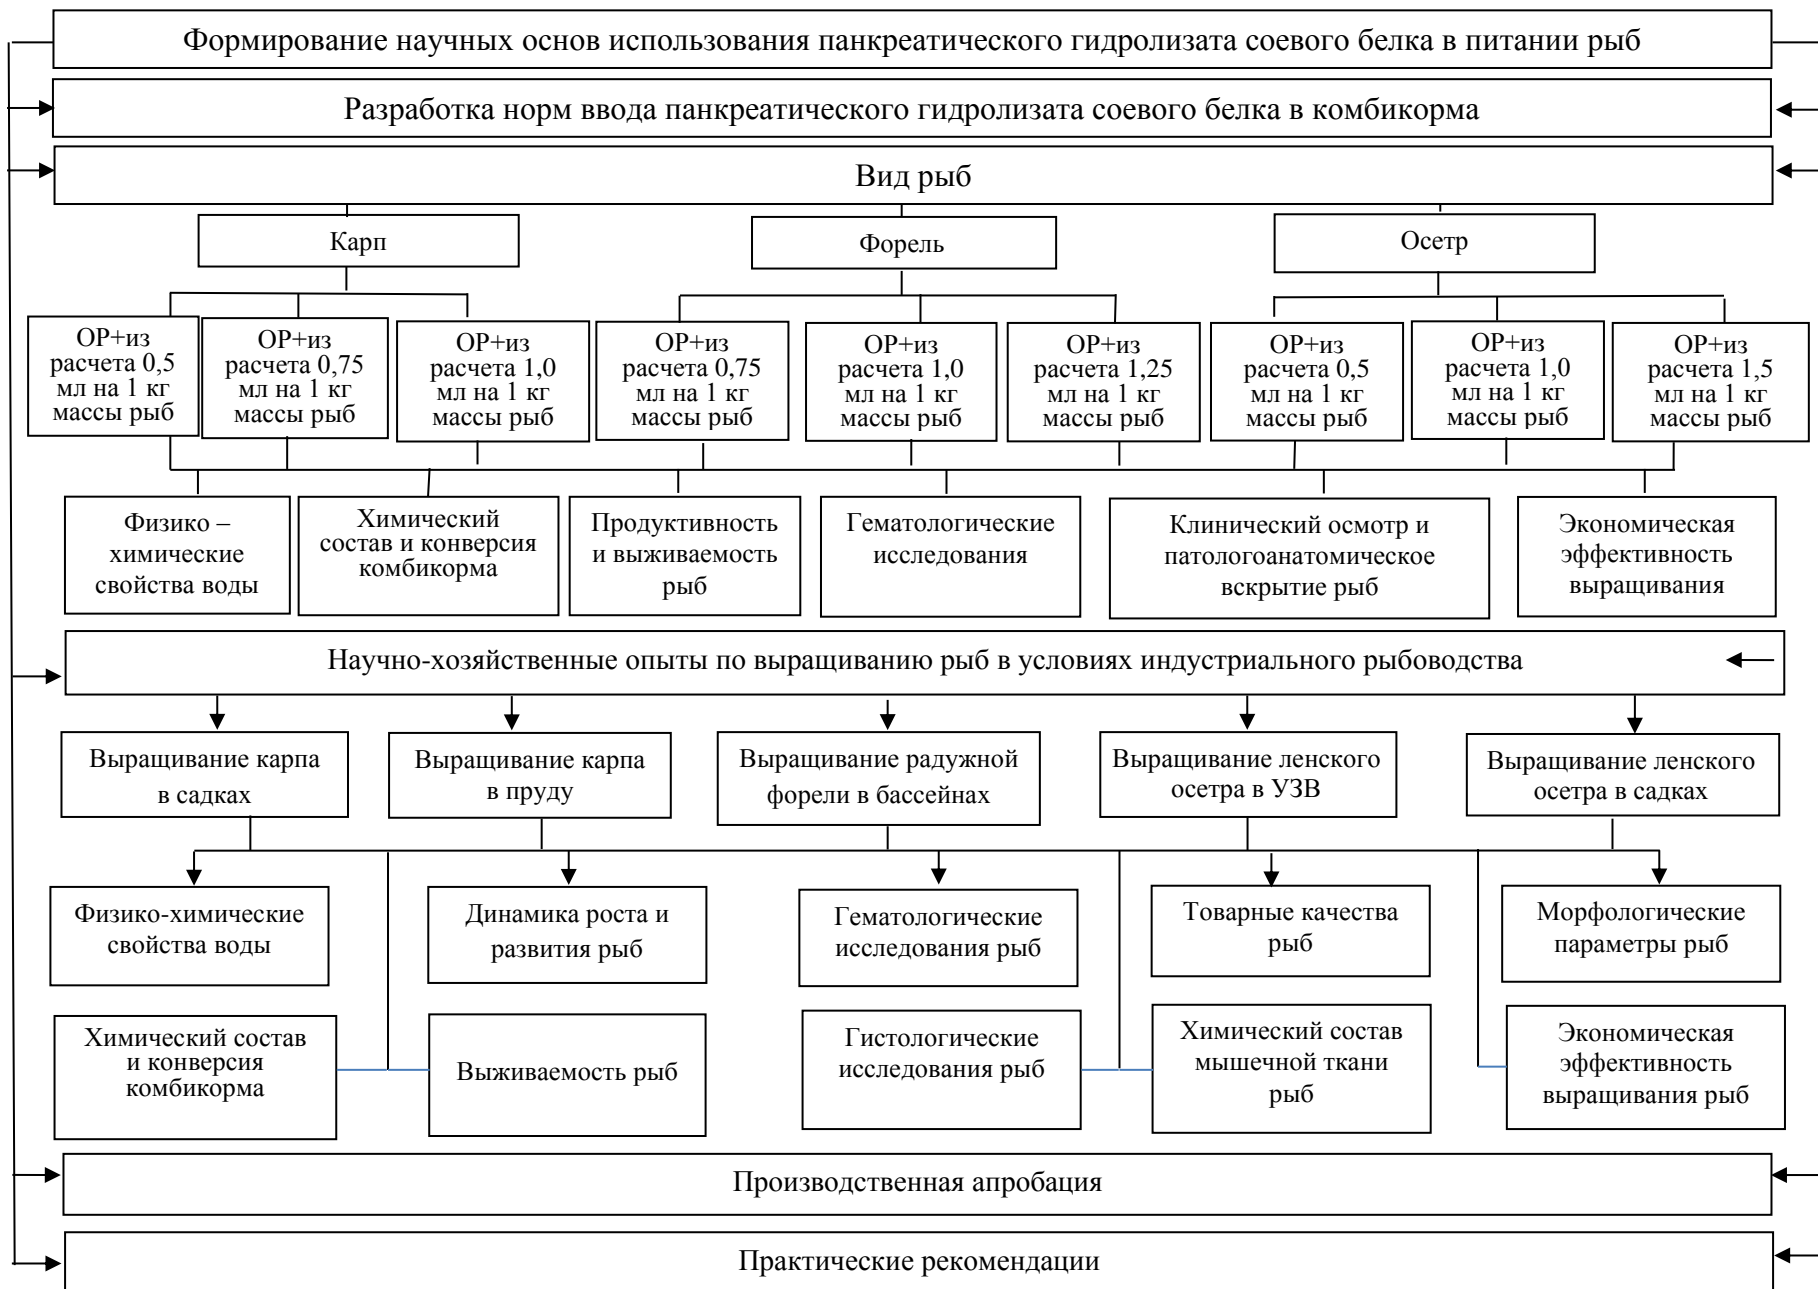 Формирование научных основ использования панкреатического гидролизата соевого белка в питании рыб
Разработка норм ввода панкреатического гидролизата соевого белка в комбикорма
Вид рыб
Карп
Форель
Осетр
ОР+из
расчета 0,5
мл на 1 кг
массы рыб
ОР+из
расчета 0,75
мл на 1 кг
массы рыб
ОР+из
расчета 1,0
мл на 1 кг
массы рыб
ОР+из
расчета 0,75
мл на 1 кг
массы рыб
ОР+из
расчета 1,0
мл на 1 кг
массы рыб
ОР+из
расчета 1,25
мл на 1 кг
массы рыб
ОР+из
расчета 0,5
мл на 1 кг
массы рыб
ОР+из
расчета 1,0
мл на 1 кг
массы рыб
ОР+из
расчета 1,5
мл на 1 кг
массы рыб
Физико –
химические
свойства воды
Химический
состав и конверсия
комбикорма
Продуктивность
и выживаемость
рыб
Гематологические
исследования
Клинический осмотр и
патологоанатомическое
вскрытие рыб
Экономическая
эффективность
выращивания
Научно-хозяйственные опыты по выращиванию рыб в условиях индустриального рыбоводства
Выращивание карпа
в садках
Выращивание карпа
в пруду
Выращивание радужной
форели в бассейнах
Выращивание ленского
осетра в УЗВ
Выращивание ленского
осетра в садках
Физико-химические
свойства воды
Динамика роста и
развития рыб
Гематологические
исследования рыб
Товарные качества
рыб
Морфологические
параметры рыб
Химический состав
и конверсия
комбикорма
Выживаемость рыб
Гистологические
исследования рыб
Химический состав
мышечной ткани
рыб
Экономическая
эффективность
выращивания рыб
Производственная апробация
Практические рекомендации